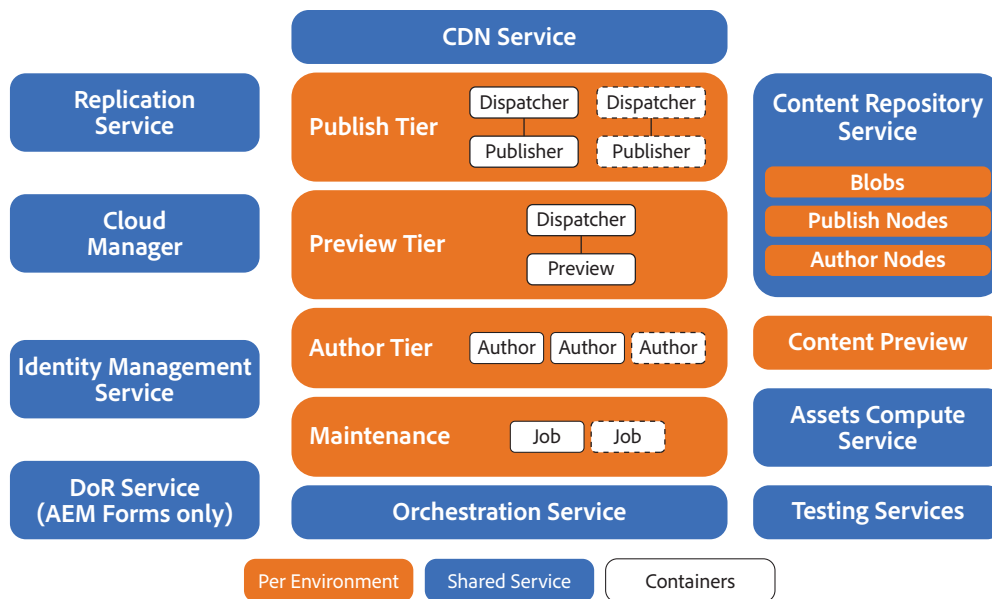 CDN Service
Replication
Service
Cloud
Manager
Identity Management
Service
DoR Service
(AEM Forms only)
Publish Tier
Dispatcher
Dispatcher
Publisher
Publisher
Preview Tier
Dispatcher
Preview
Author Tier
Author
Author
Author
Maintenance
Job
Job
Orchestration Service
Content Repository
Service
Blobs
Publish Nodes
Author Nodes
Content Preview
Assets Compute
Service
Testing Services
Per Environment
Shared Service
Containers